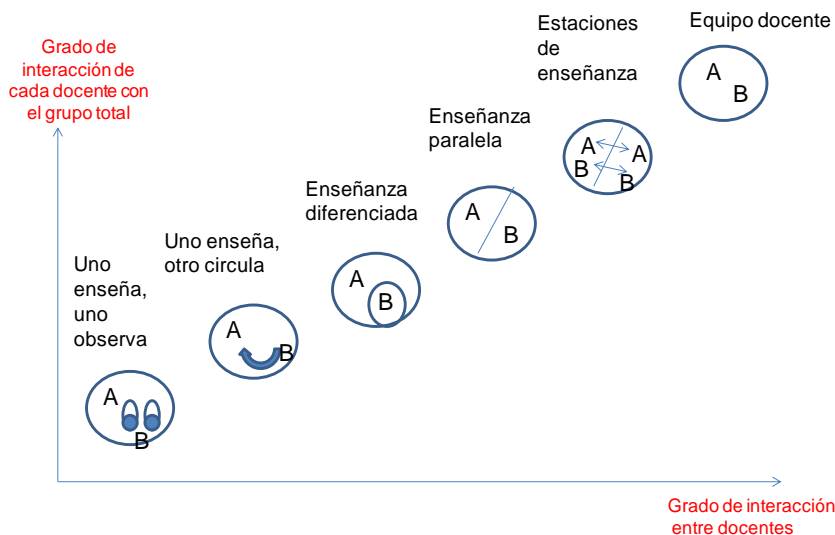 Grado de
interacción de
cada docente con
el grupo total
Uno
enseña,
uno
observa
A
B
Uno enseña,
otro circula
A
B
Enseñanza
diferenciada
A
B
Enseñanza
paralela
A
B
Estaciones
de
enseñanza
A
A
B
B
Equipo docente
A
B
Grado de interacción
entre docentes